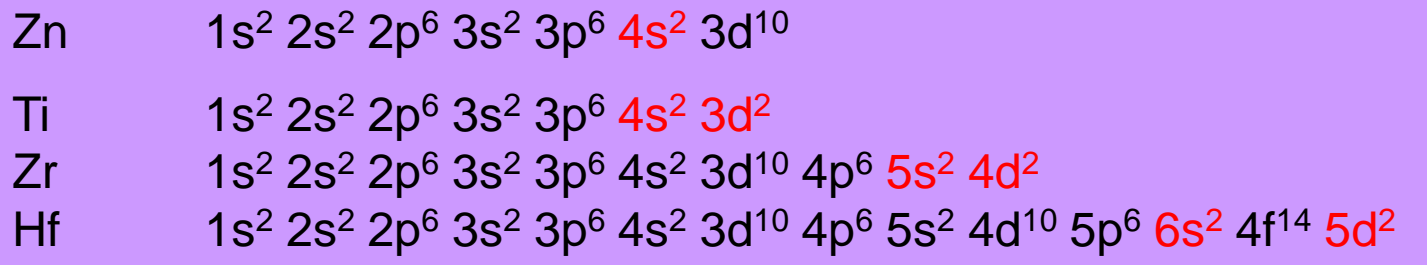 Zn 1s² 2s² 2p⁶ 3s² 3p⁶ 4s² 3d¹⁰
Ti 1s² 2s² 2p⁶ 3s² 3p⁶ 4s² 3d²
Zr 1s² 2s² 2p⁶ 3s² 3p⁶ 4s² 3d¹⁰ 4p⁶ 5s² 4d²
Hf 1s² 2s² 2p⁶ 3s² 3p⁶ 4s² 3d¹⁰ 4p⁶ 5s² 4d¹⁰ 5p⁶ 6s² 4f¹⁴ 5d²